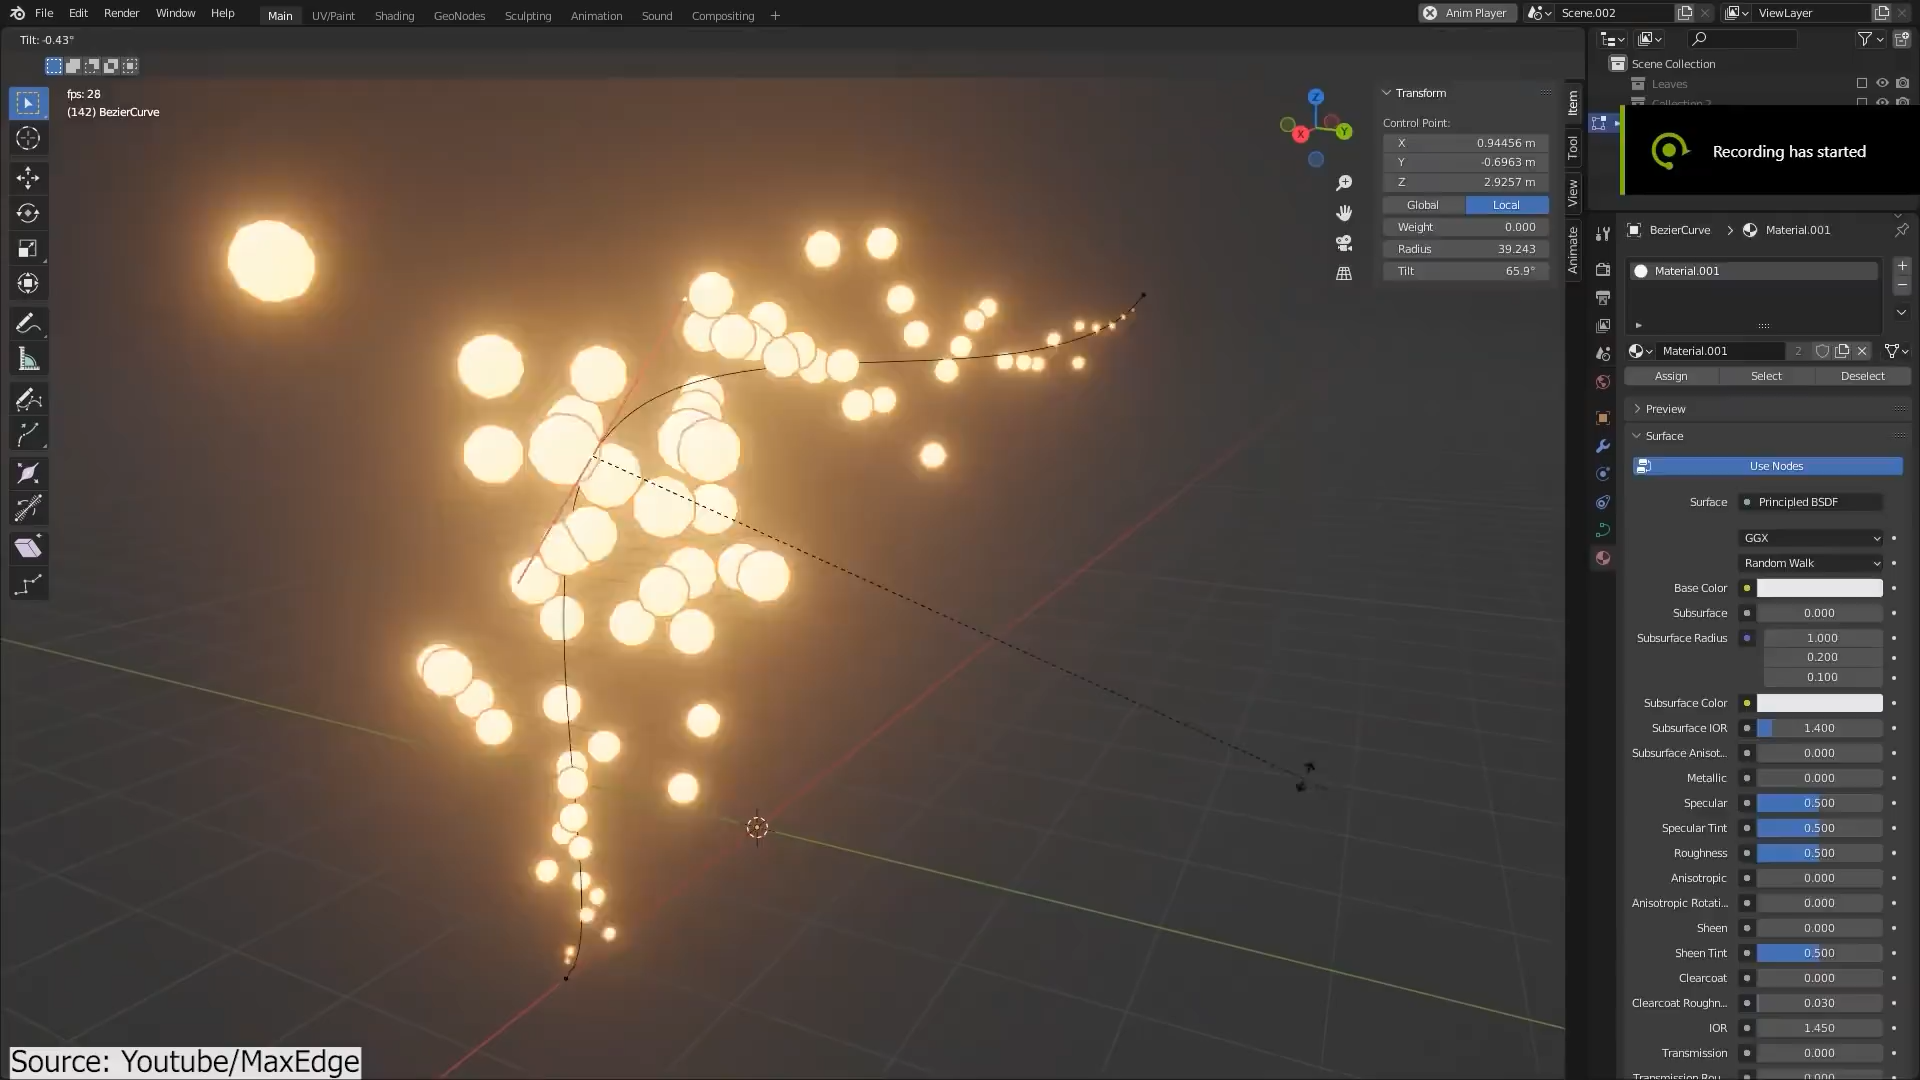 File Edit Render Window Help Main UV/Paint Shading GeoNodes Sculpting Animation Sound Compositing + Anim Player Scene.002 ViewLayer
Tilt: -0.43°
fps: 28
(142) BezierCurve
Z
Y
X
Transform
Control Point:
X 0.94456 m
Y -0.6963 m
Z 2.9257 m
Global Local
Weight 0.000
Radius 39.243
Tilt 65.9°
Item
Tool
View
Animate
Scene Collection
Leaves
Collection 2
Recording has started
BezierCurve > Material.001
Material.001
Material.001 2
Assign Select Deselect
Preview
Surface
Use Nodes
Surface Principled BSDF
GGX
Random Walk
Base Color
Subsurface 0.000
Subsurface Radius 1.000
0.200
0.100
Subsurface Color
Subsurface IOR 1.400
Subsurface Anisot... 0.000
Metallic 0.000
Specular 0.500
Specular Tint 0.500
Roughness 0.500
Anisotropic 0.000
Anisotropic Rotati... 0.000
Sheen 0.000
Sheen Tint 0.500
Clearcoat 0.000
Clearcoat Roughn... 0.030
IOR 1.450
Transmission 0.000
Transmission Rou... 0.000
Source: Youtube/MaxEdge